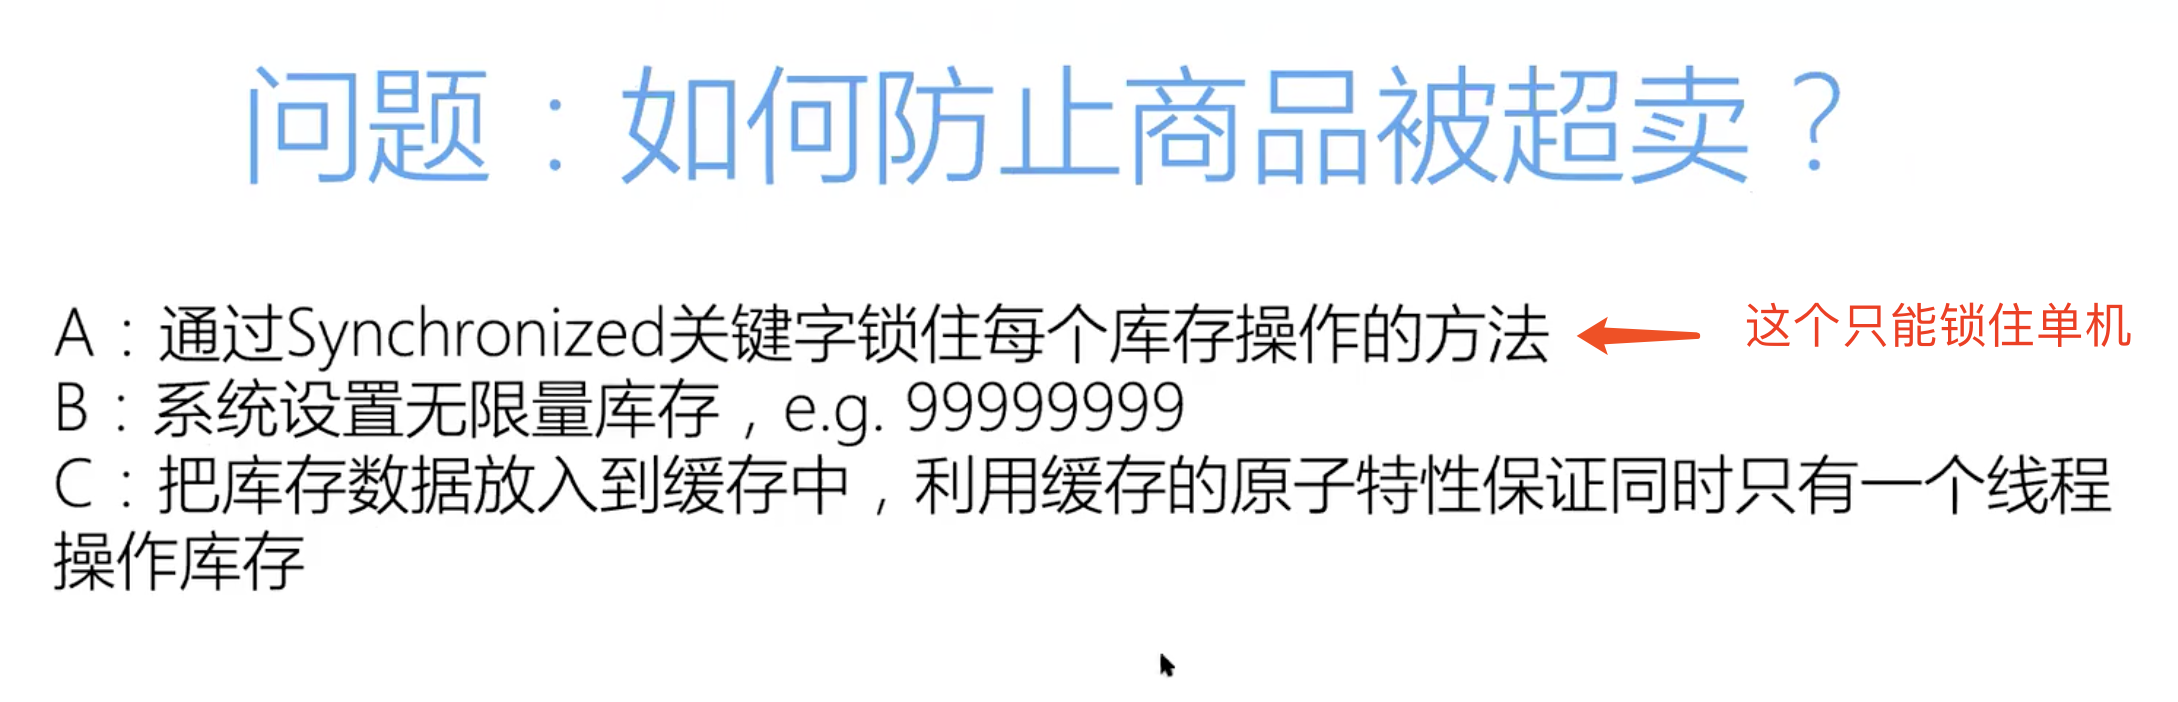 问题：如何防止商品被超卖？
A：通过Synchronized关键字锁住每个库存操作的方法 这个只能锁住单机
B：系统设置无限量库存，e.g. 99999999
C：把库存数据放入到缓存中，利用缓存的原子特性保证同时只有一个线程
操作库存